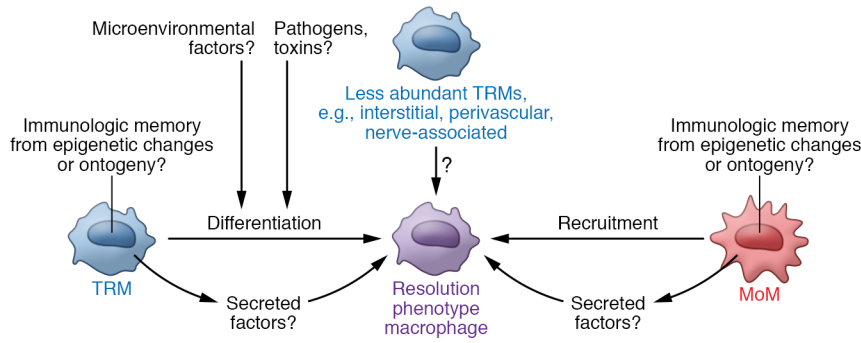 Microenvironmental
factors?
Pathogens,
toxins?
Less abundant TRMs,
e.g., interstitial, perivascular,
nerve-associated
?
Immunologic memory
from epigenetic changes
or ontogeny?
Immunologic memory
from epigenetic changes
or ontogeny?
Differentiation
Recruitment
TRM
Resolution
phenotype
macrophage
MoM
Secreted
factors?
Secreted
factors?